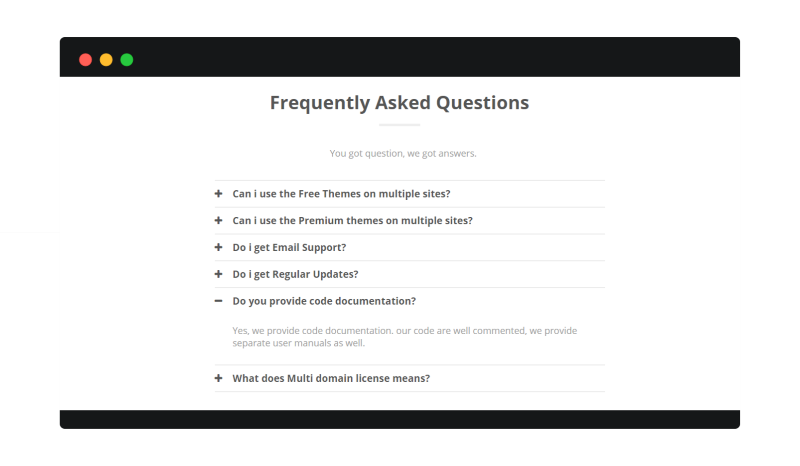 Frequently Asked Questions
You got question, we got answers.
Can i use the Free Themes on multiple sites?
Can i use the Premium themes on multiple sites?
Do i get Email Support?
Do i get Regular Updates?
Do you provide code documentation?
Yes, we provide code documentation. our code are well commented, we provide
separate user manuals as well.
What does Multi domain license means?